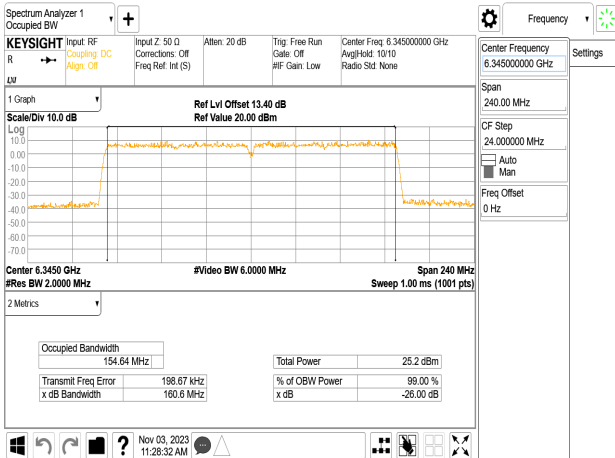 Spectrum Analyzer 1
Occupied BW
+
Frequency
KEYSIGHT
R
Input: RF
Coupling: DC
Align: Off
Input Z: 50 Ω
Corrections: Off
Freq Ref: Int (S)
Atten: 20 dB
Trig: Free Run
Gate: Off
#IF Gain: Low
Center Freq: 6.345000000 GHz
Avg|Hold: 10/10
Radio Std: None
Center Frequency
6.345000000 GHz
Settings
Span
240.00 MHz
CF Step
24.000000 MHz
Auto
Man
Freq Offset
0 Hz
1 Graph
Scale/Div 10.0 dB
Ref Lvl Offset 13.40 dB
Ref Value 20.00 dBm
Log
10.0
0.00
-10.0
-20.0
-30.0
-40.0
-50.0
-60.0
-70.0
Center 6.3450 GHz
#Video BW 6.0000 MHz
Span 240 MHz
#Res BW 2.0000 MHz
Sweep 1.00 ms (1001 pts)
2 Metrics
Occupied Bandwidth
154.64 MHz
Total Power 25.2 dBm
Transmit Freq Error 198.67 kHz
% of OBW Power 99.00 %
x dB Bandwidth 160.6 MHz
x dB -26.00 dB
?
Nov 03, 2023
11:28:32 AM